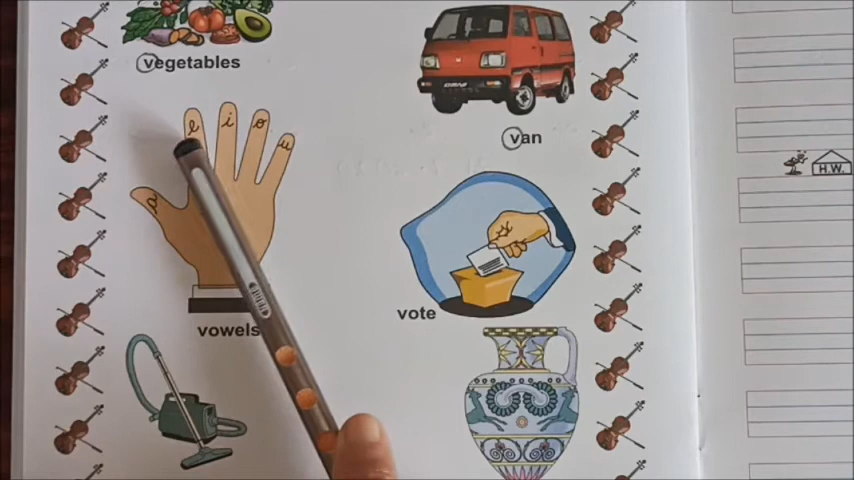 vegetables
van
e i o u
a
vowels
vote
H.W.